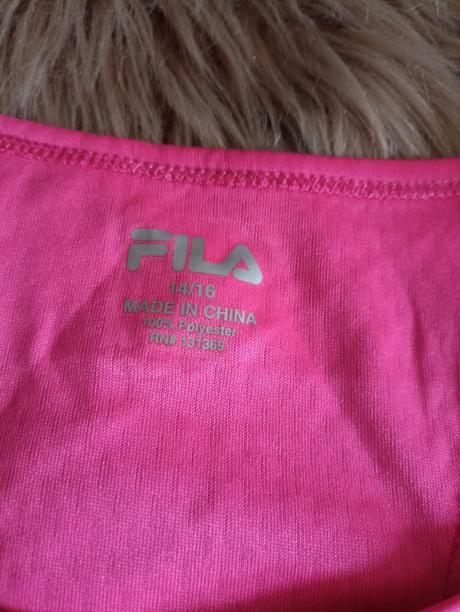 FILA
14/16
MADE IN CHINA
100% Polyester
RN# 131369